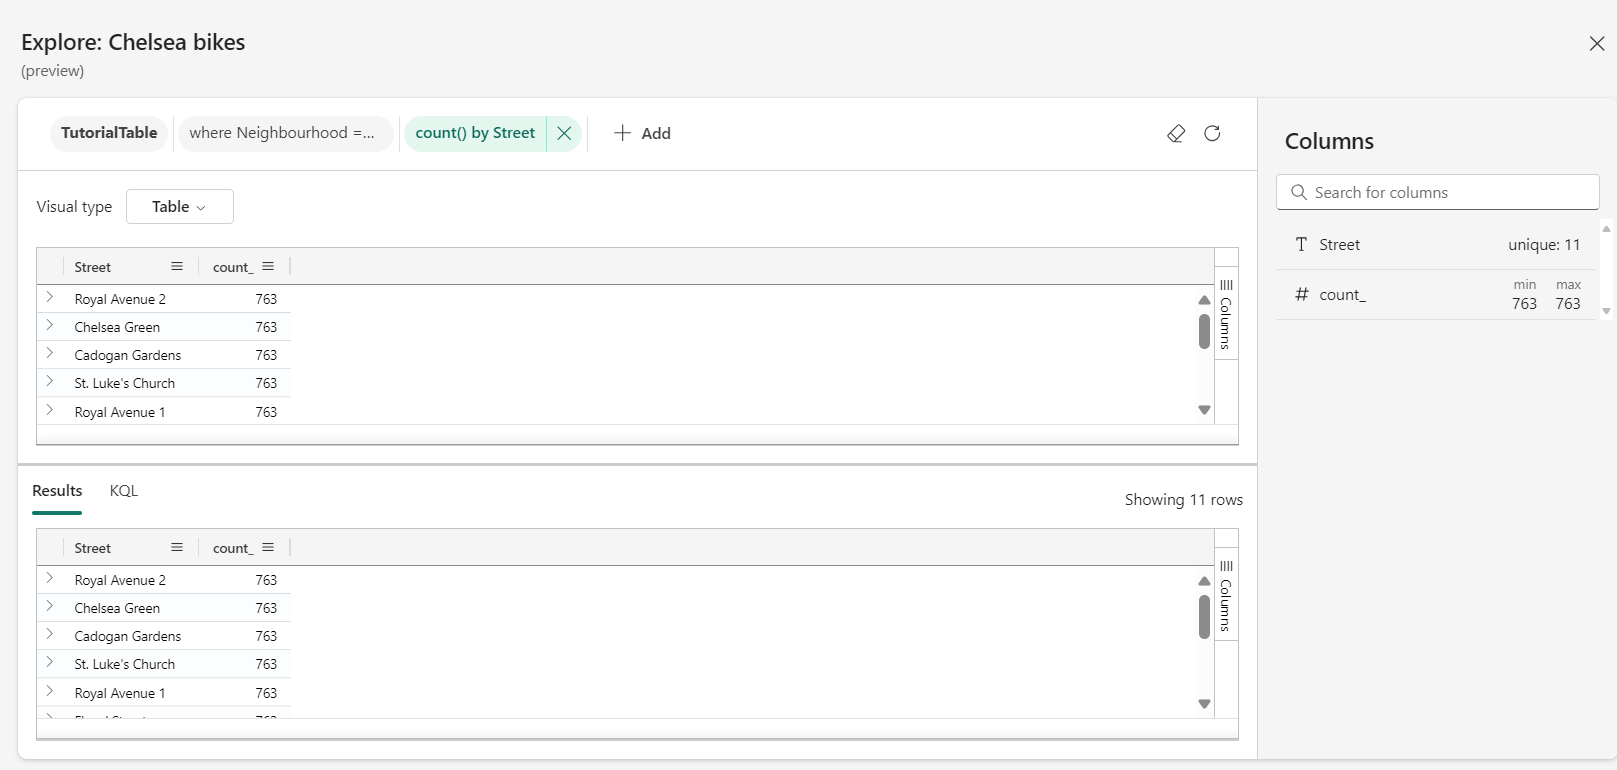 Explore: Chelsea bikes
(preview)
TutorialTable
where Neighbourhood =...
count() by Street
Add
Visual type
Table
Street count_
Royal Avenue 2 763
Chelsea Green 763
Cadogan Gardens 763
St. Luke's Church 763
Royal Avenue 1 763
Columns
Results KQL
Showing 11 rows
Street count_
Royal Avenue 2 763
Chelsea Green 763
Cadogan Gardens 763
St. Luke's Church 763
Royal Avenue 1 763
Columns
Columns
Search for columns
Street unique: 11
min max
count_ 763 763